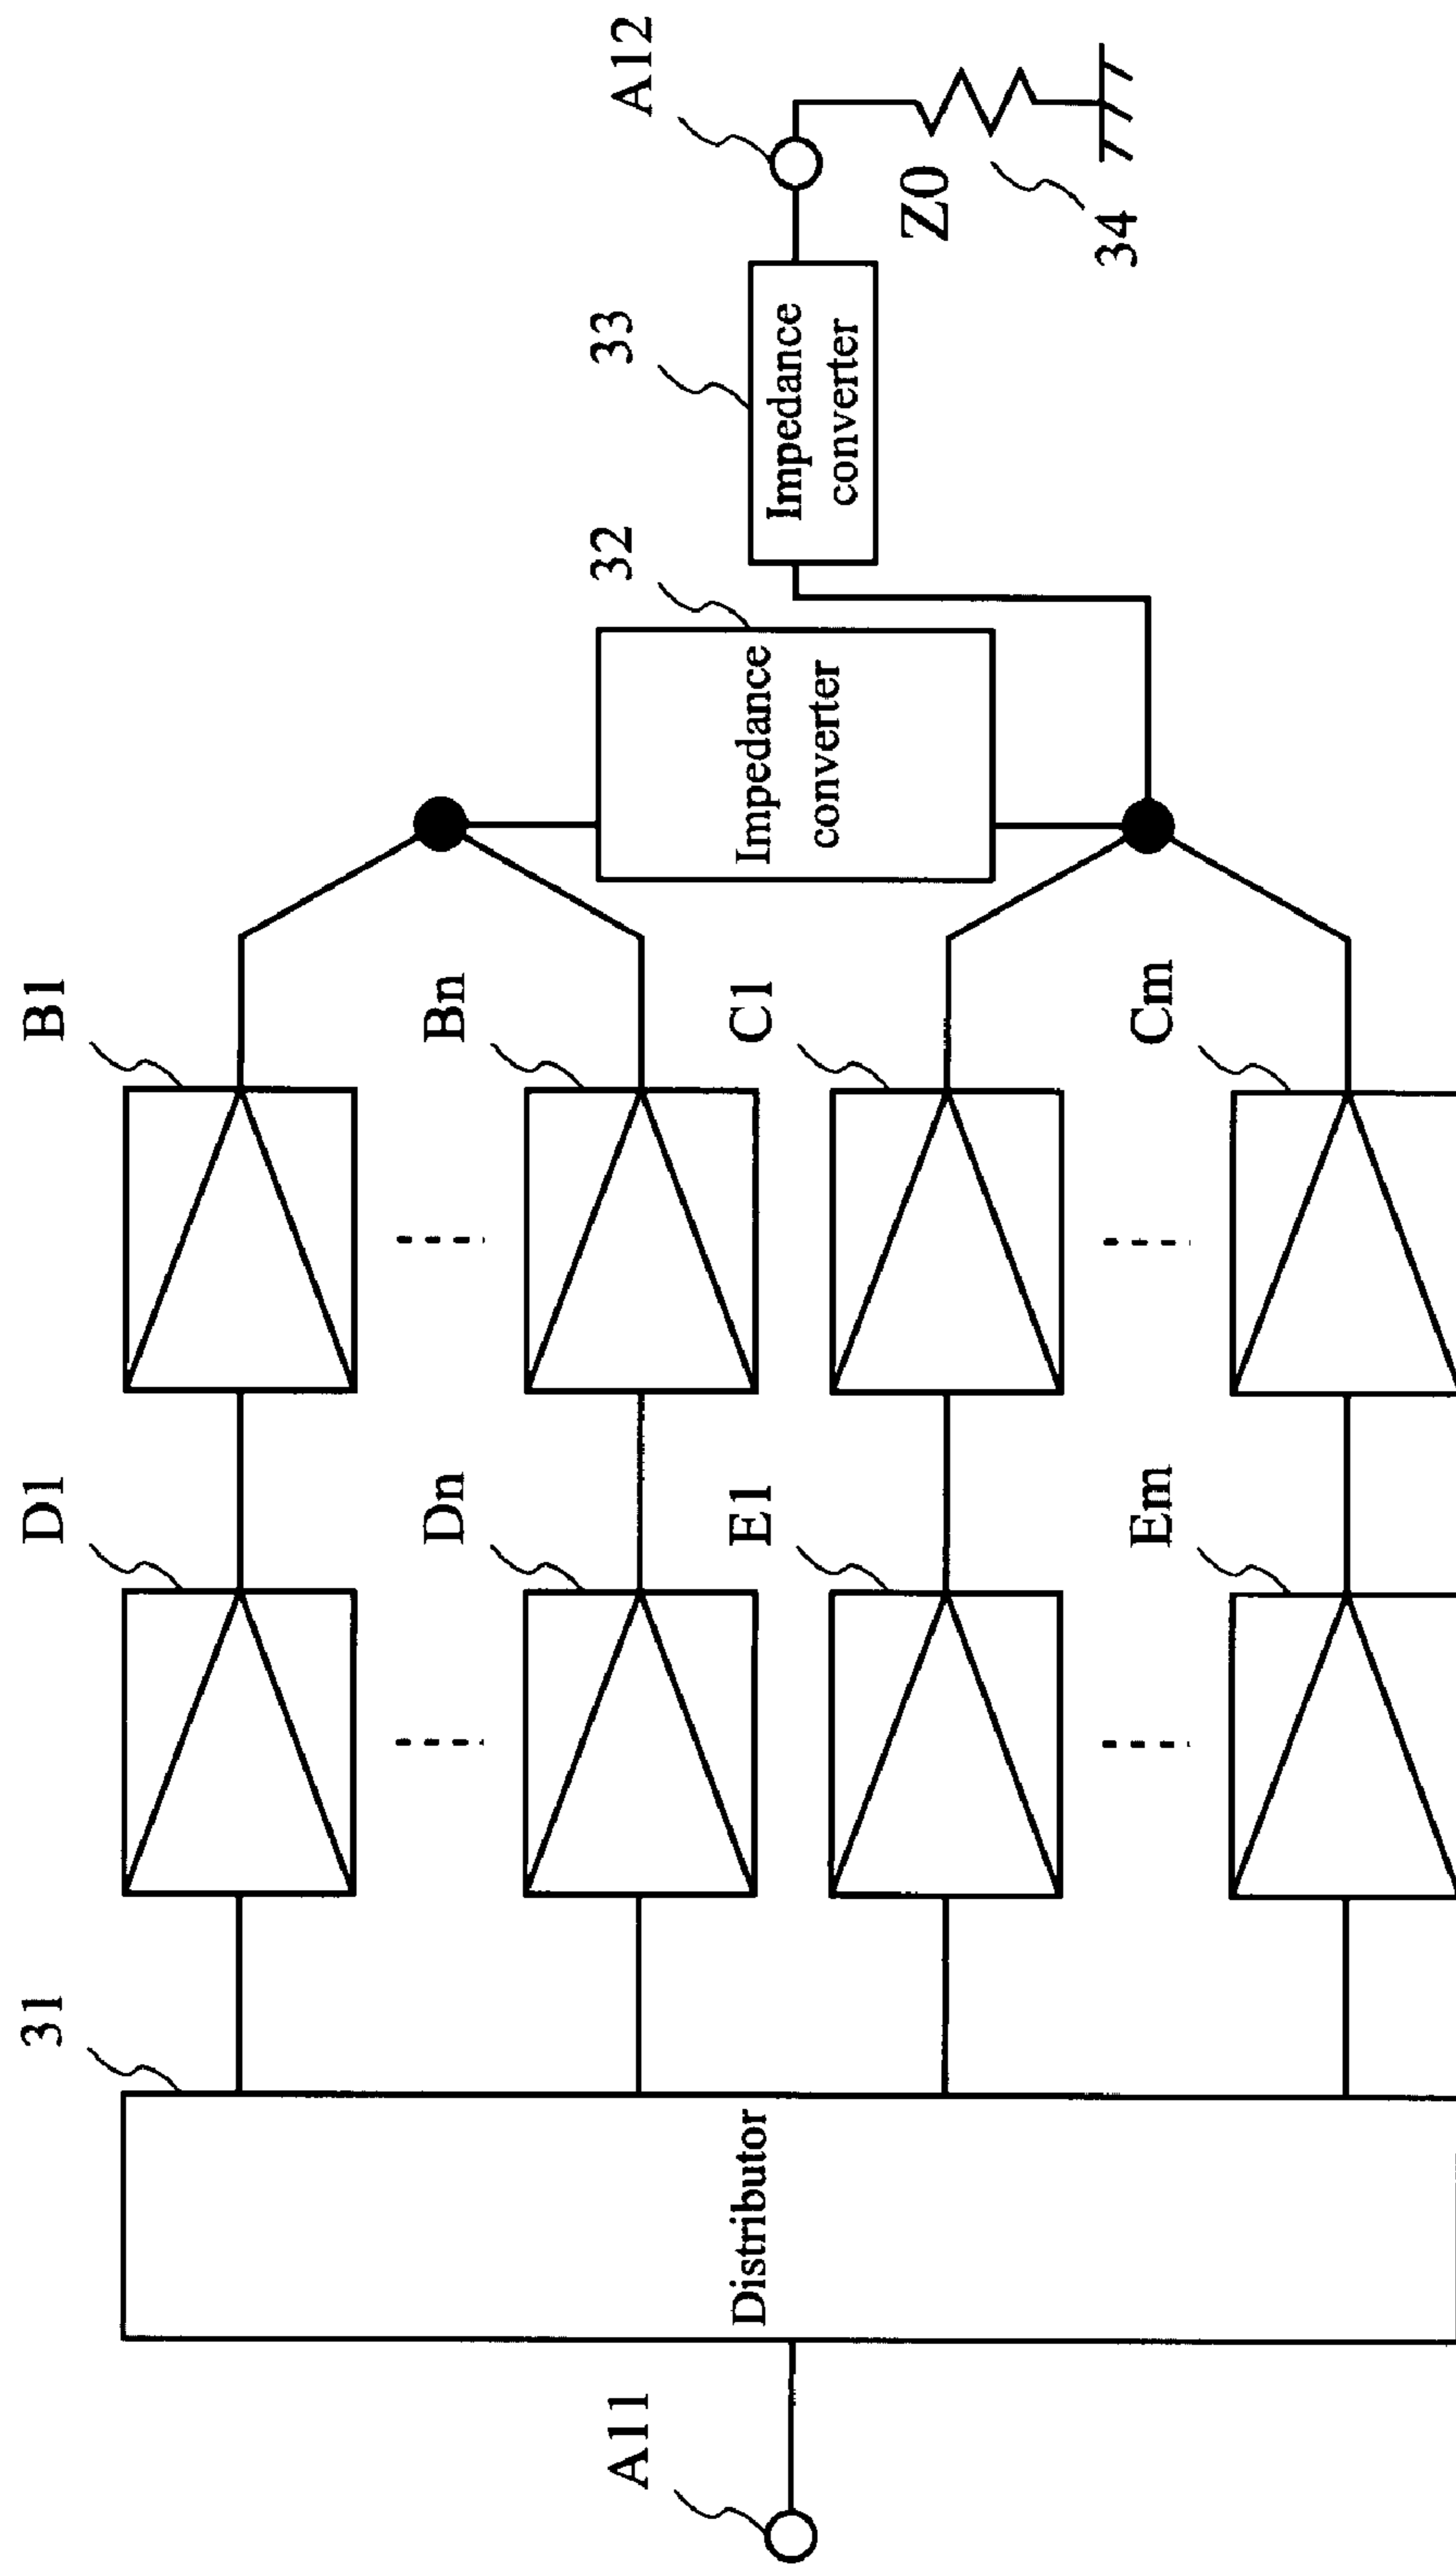 A11
31
Distributor
D1
Dn
E1
Em
B1
Bn
C1
Cm
32
Impedance
converter
33
Impedance
converter
A12
Z0
34